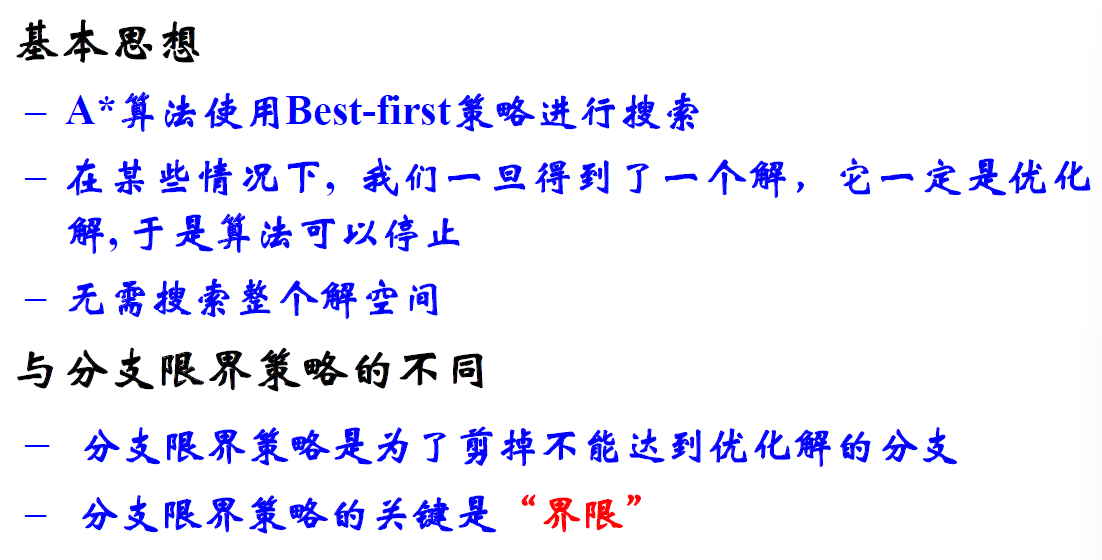 基本思想
– A*算法使用Best-first策略进行搜索
– 在某些情况下, 我们一旦得到了一个解，它一定是优化
解, 于是算法可以停止
– 无需搜索整个解空间
与分支限界策略的不同
– 分支限界策略是为了剪掉不能达到优化解的分支
– 分支限界策略的关键是“界限”